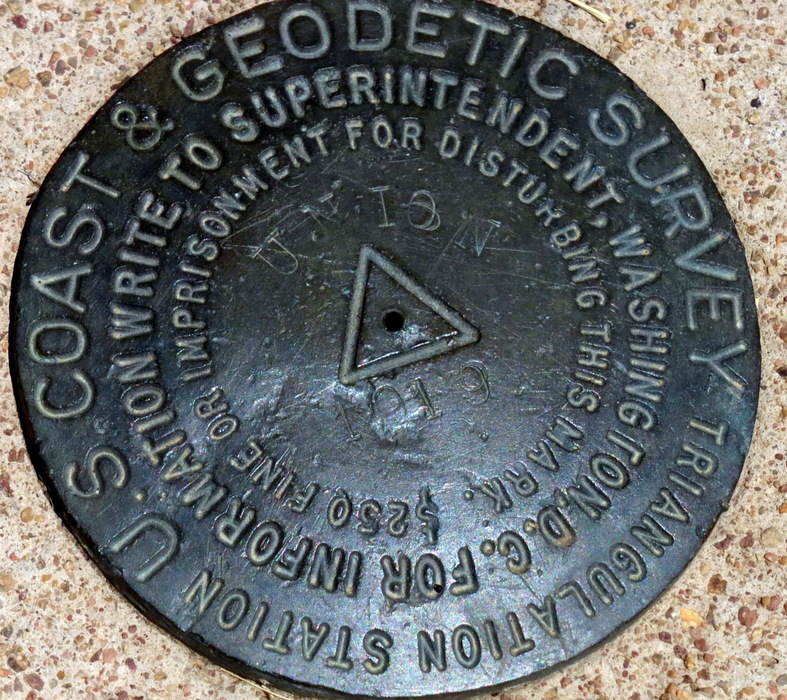 U S COAST & GEODETIC SURVEY
TRIANGULATION STATION
FOR INFORMATION WRITE TO SUPERINTENDENT, WASHINGTON, D.C.
$250 FINE OR IMPRISONMENT FOR DISTURBING THIS MARK.
UNION
1919